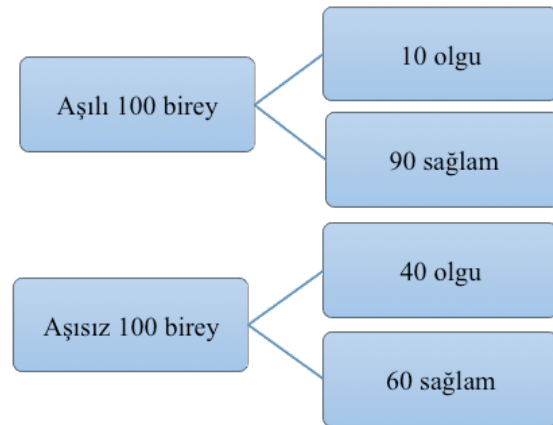 Aşılı 100 birey
10 olgu
90 sağlam
Aşısız 100 birey
40 olgu
60 sağlam